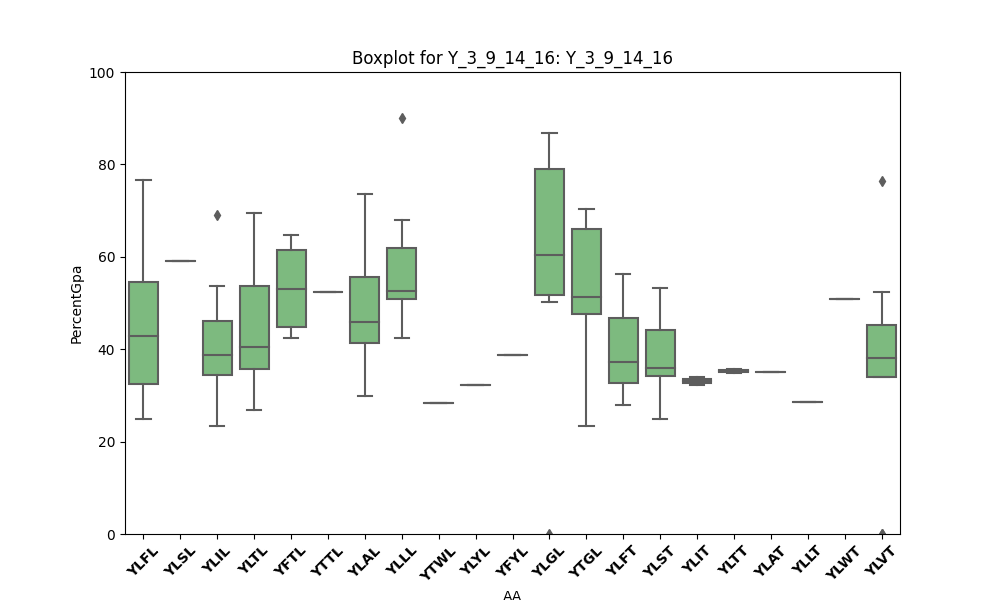 Boxplot for Y_3_9_14_16: Y_3_9_14_16
100
80
60
40
20
0
PercentGpa
YLFL YLSL YLIL YLTL YFTL YTTL YLAL YLLL YTWL YLYL YFYL YLGL YTGL YLFT YLST YLIT YLTT YLAT YLLT YLWT YLVT
AA